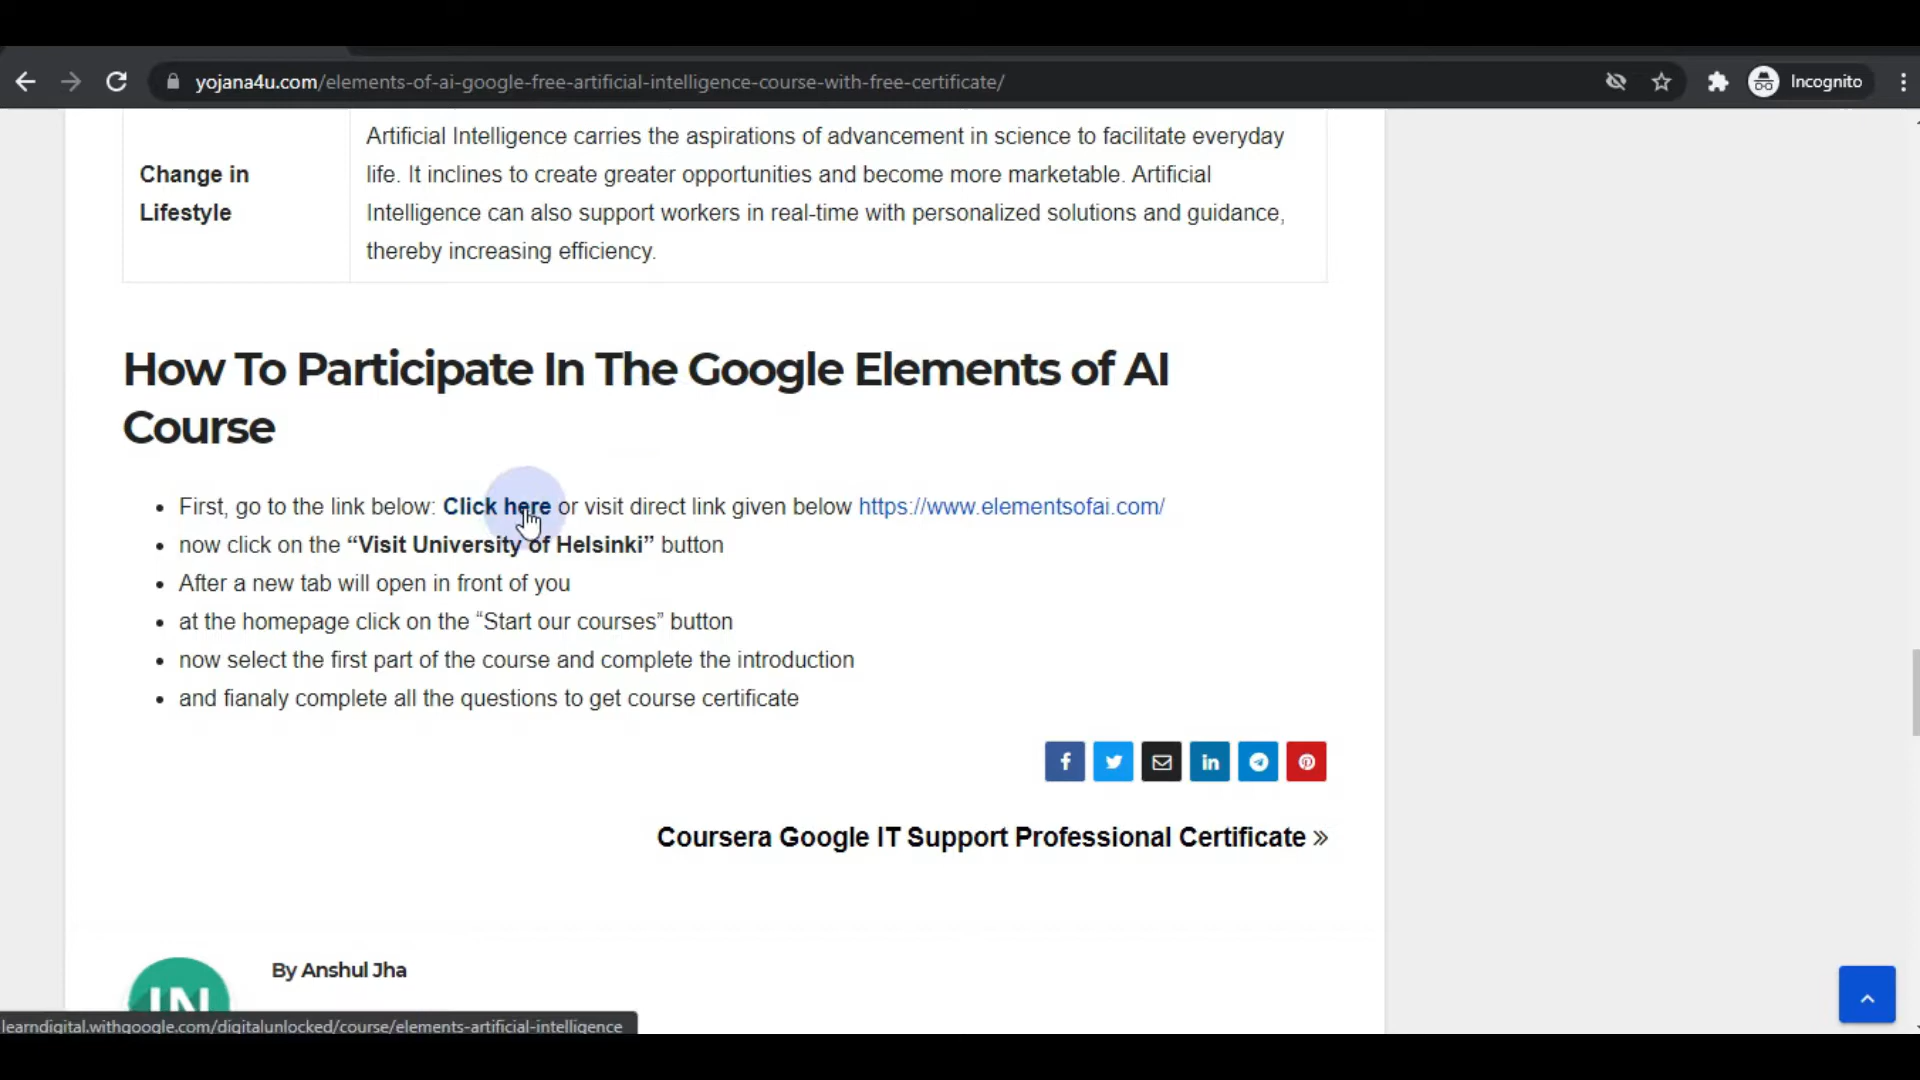 yojana4u.com/elements-of-ai-google-free-artificial-intelligence-course-with-free-certificate/
Incognito
Change in
Lifestyle
Artificial Intelligence carries the aspirations of advancement in science to facilitate everyday
life. It inclines to create greater opportunities and become more marketable. Artificial
Intelligence can also support workers in real-time with personalized solutions and guidance,
thereby increasing efficiency.
How To Participate In The Google Elements of AI
Course
• First, go to the link below: Click here or visit direct link given below https://www.elementsofai.com/
• now click on the “Visit University of Helsinki” button
• After a new tab will open in front of you
• at the homepage click on the “Start our courses” button
• now select the first part of the course and complete the introduction
• and fianaly complete all the questions to get course certificate
Coursera Google IT Support Professional Certificate »
By Anshul Jha
IN
learndigital.withgoogle.com/digitalunlocked/course/elements-artificial-intelligence